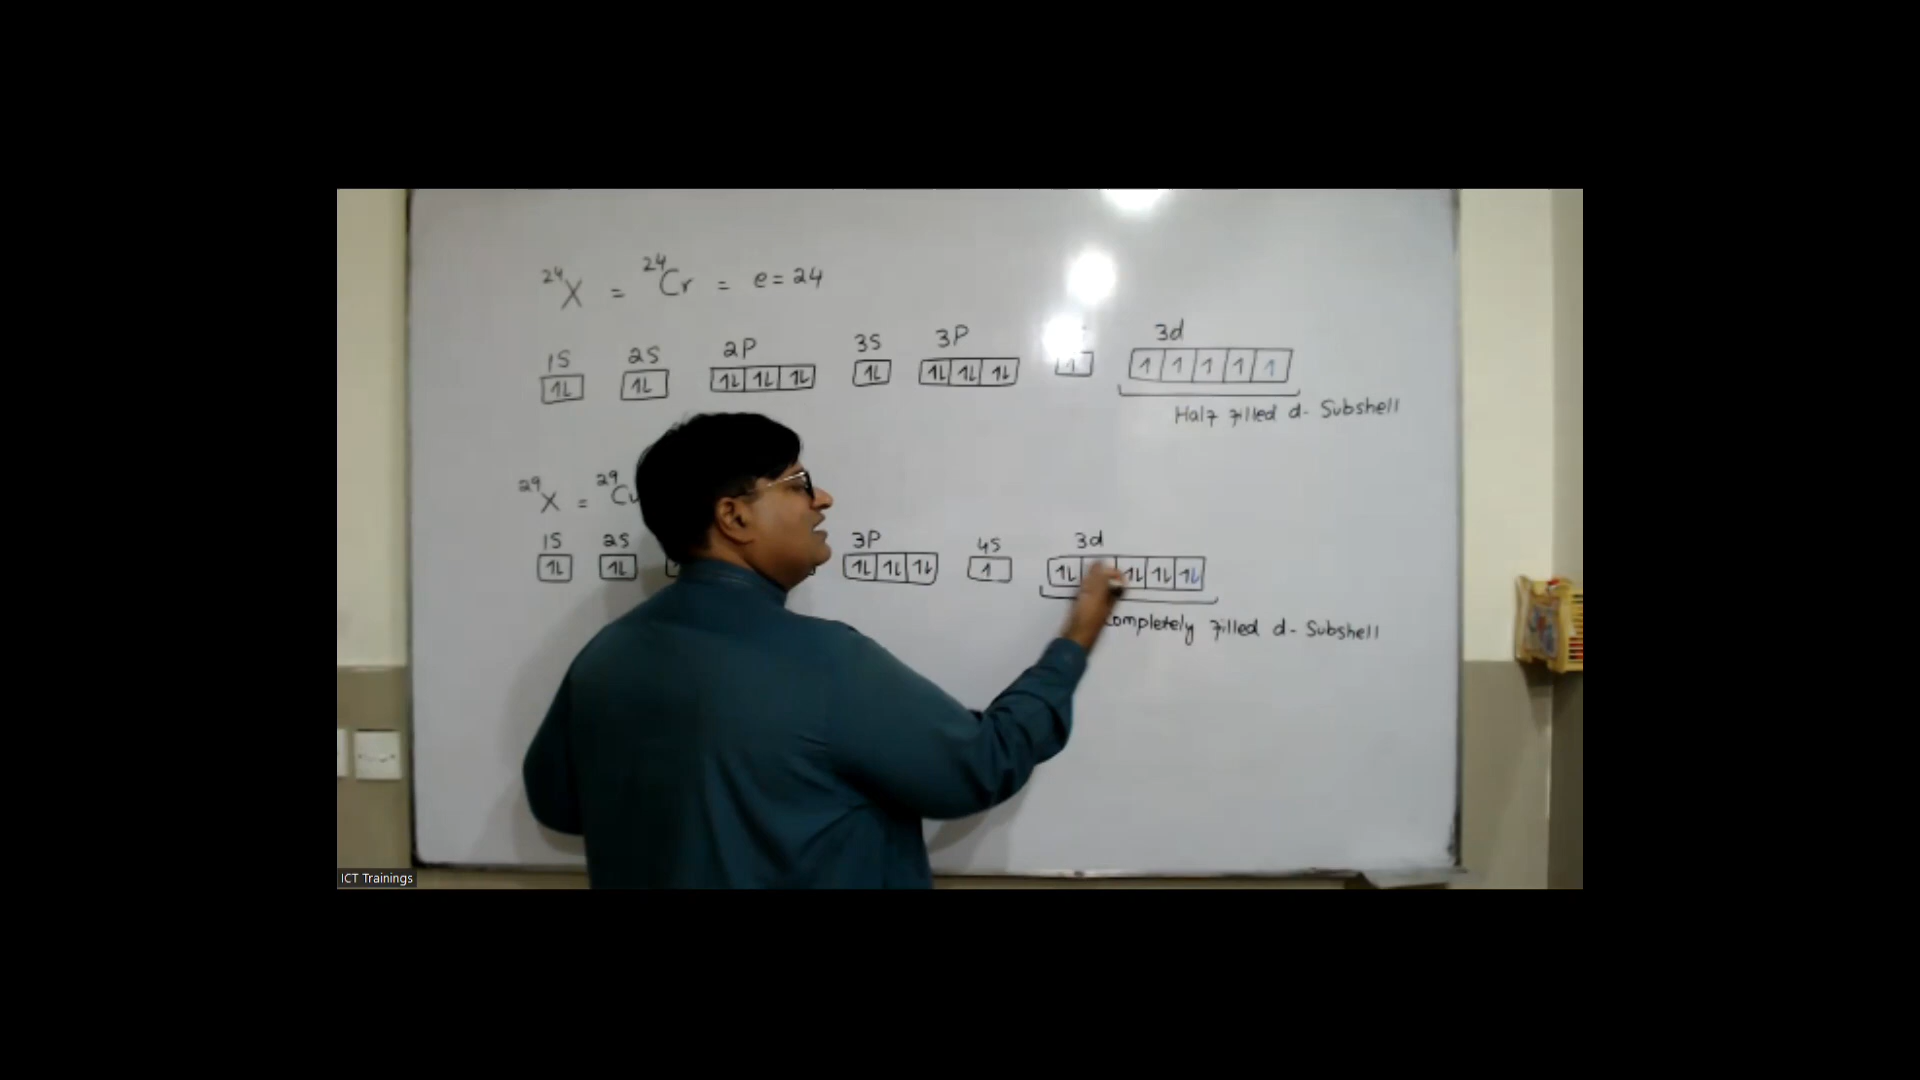 24X = 24Cr = e = 24
1S 2S 2P 3S 3P 3d
1L 1L 1L 1L 1L 1L 1L 1L 1L 1 1 1 1 1 1
Half filled d- Subshell
29X = 29Cu
1S 2S 3P 4S 3d
1L 1L 1L 1L 1L 1 1L 1L 1L 1L
Completely filled d- Subshell
ICT Trainings